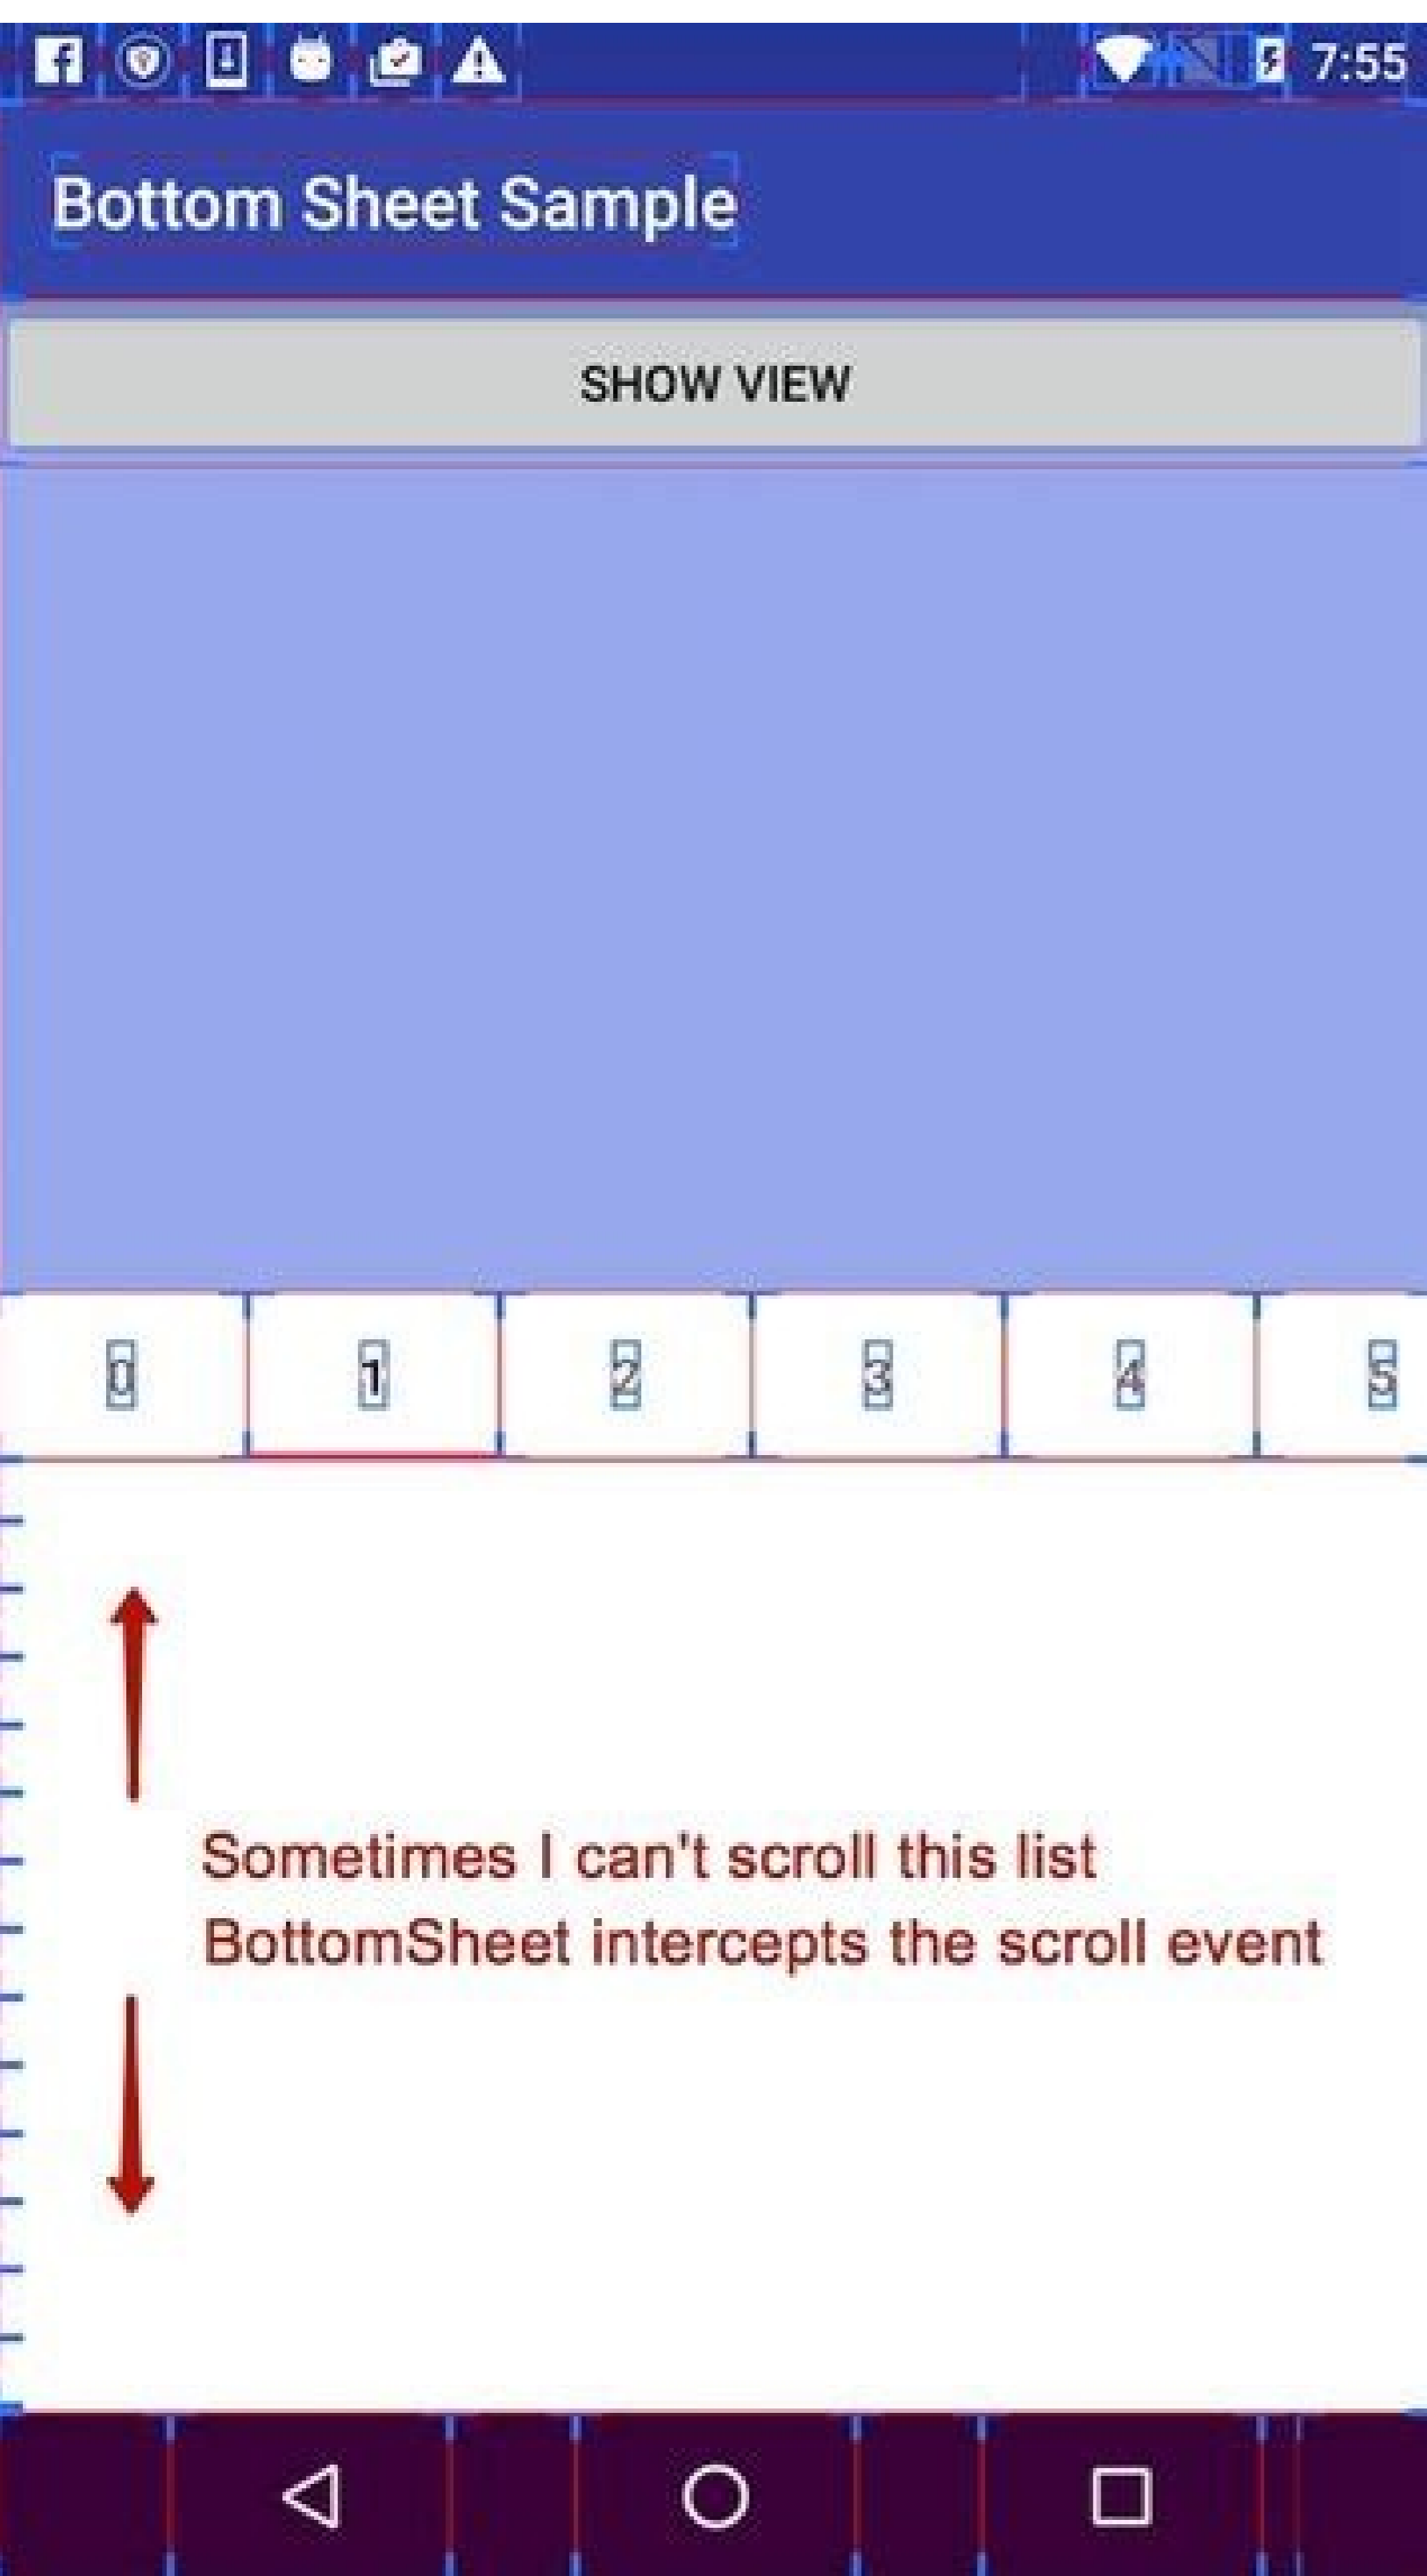 7:55
Bottom Sheet Sample
SHOW VIEW
0 1 2 3 4 5
Sometimes I can't scroll this list
BottomSheet intercepts the scroll event